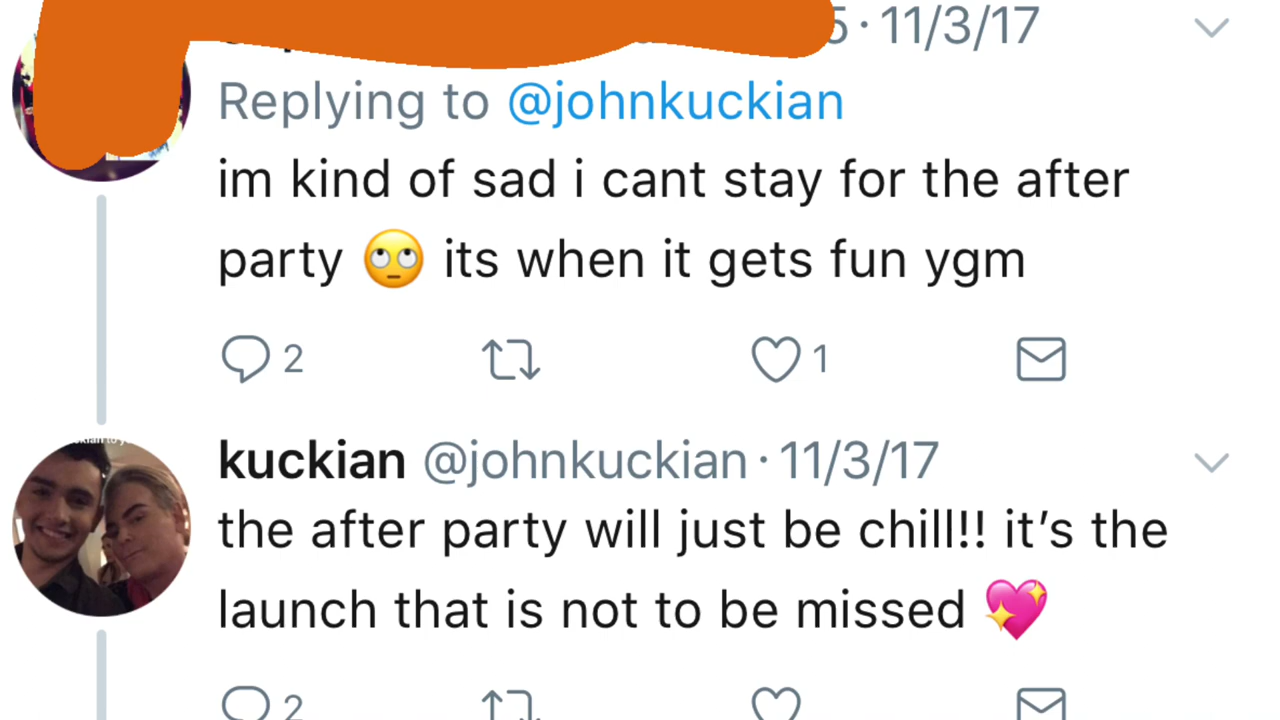 5 · 11/3/17
Replying to @johnkuckian
im kind of sad i cant stay for the after
party 🙄 its when it gets fun ygm
2 1
kuckian @johnkuckian · 11/3/17
the after party will just be chill!! it’s the
launch that is not to be missed 💖
2